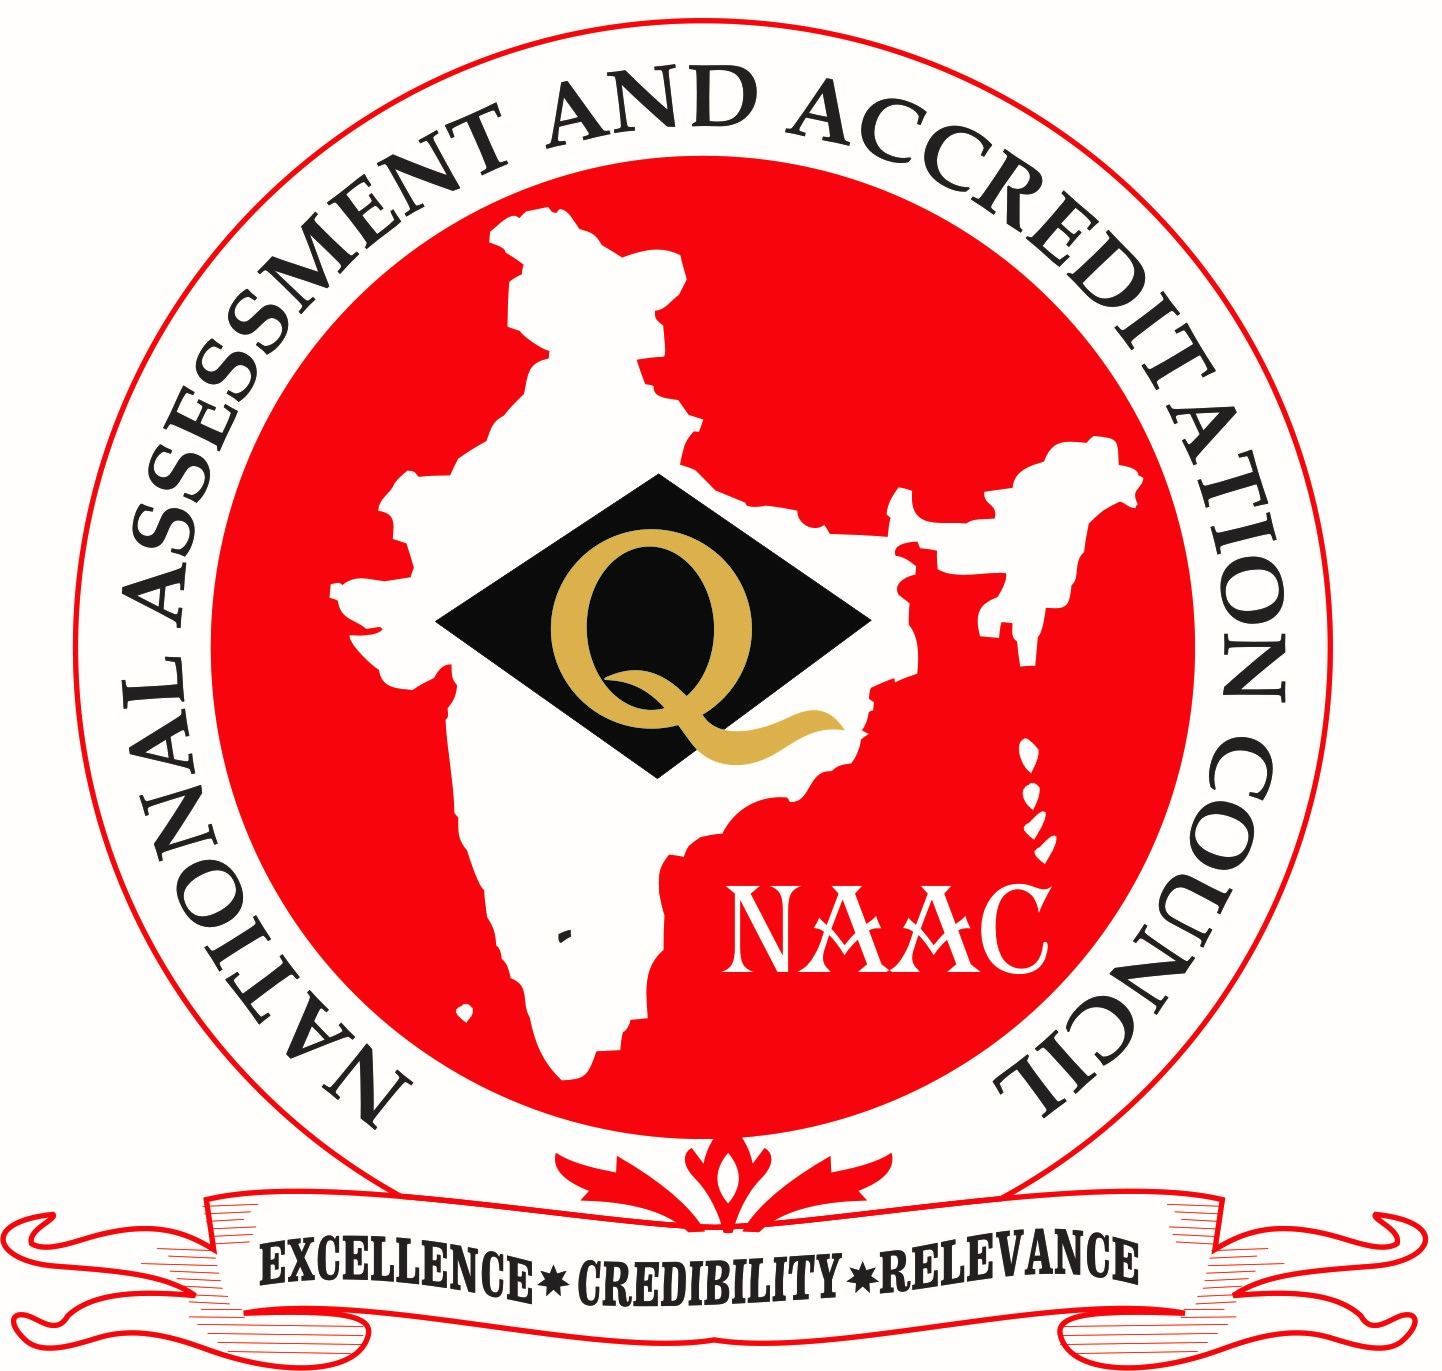 NATIONAL ASSESSMENT AND ACCREDITATION COUNCIL
Q
NAAC
EXCELLENCE ✶ CREDIBILITY ✶ RELEVANCE